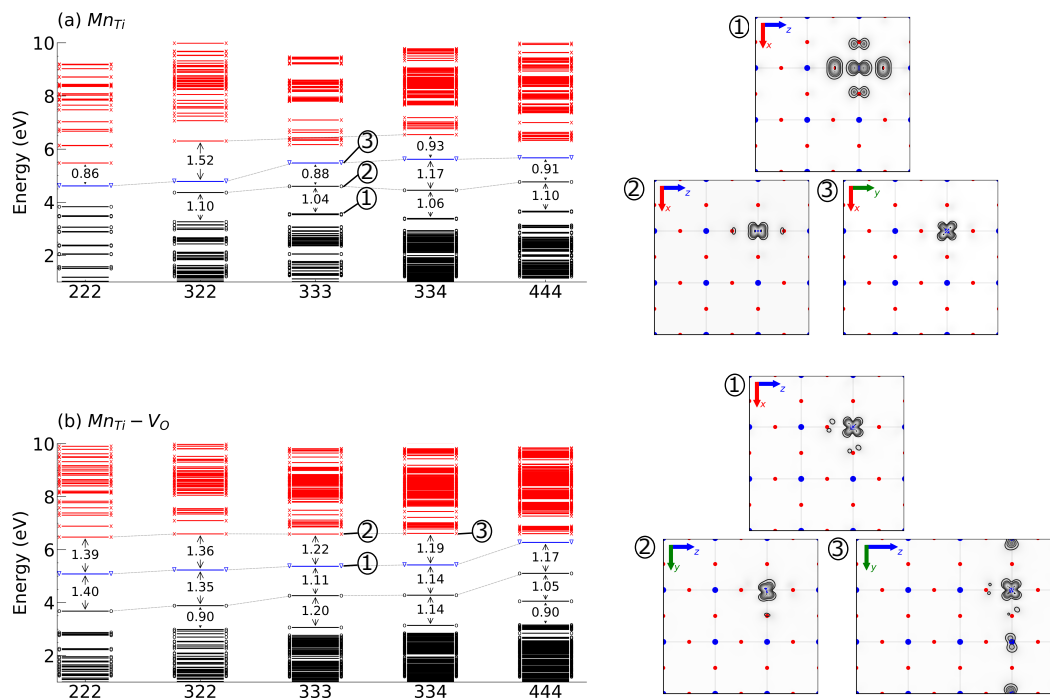 (a) Mn_Ti
Energy (eV)
10
8
6
4
2
0.86
1.52
1.10
0.88
1.04
0.93
1.17
1.06
0.91
1.10
③
②
①
222 322 333 334 444
①
z
x
②
z
x
③
y
x
(b) Mn_Ti − V_O
Energy (eV)
10
8
6
4
2
1.39
1.40
1.36
1.35
0.90
1.22
1.11
1.20
1.19
1.14
1.14
1.17
1.05
0.90
②
③
①
222 322 333 334 444
①
z
x
②
z
y
③
z
y